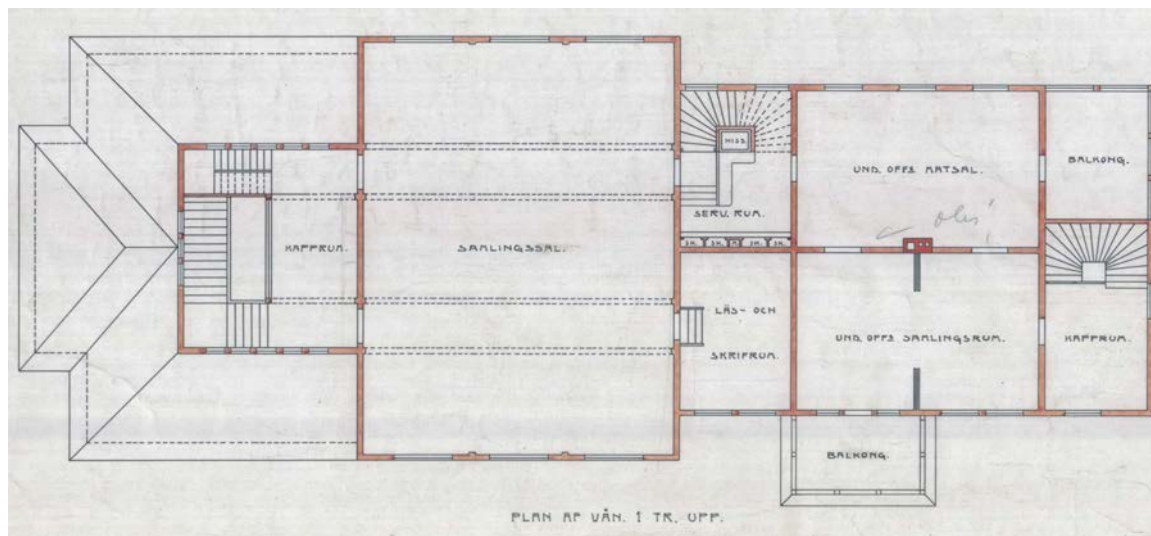 HISS
BALKONG.
UND. OFF:S MATSAL.
SERV. RUM.
SK. SK. SK. SK.
KAPPRUM.
SAMLINGSSAL.
LÄS- OCH
SKRIFRUM.
UND. OFF:S SAMLINGSRUM.
KAPPRUM.
BALKONG.
PLAN AF VÅN. 1 TR. UPP.